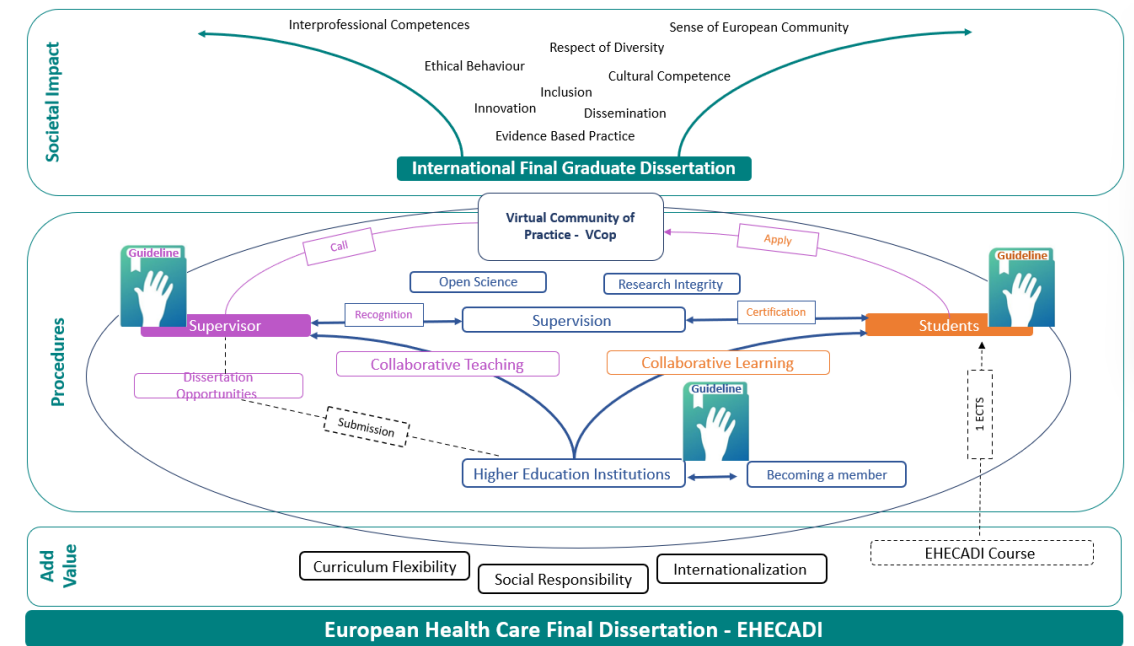 Societal Impact
Interprofessional Competences
Sense of European Community
Respect of Diversity
Ethical Behaviour
Cultural Competence
Inclusion
Innovation
Dissemination
Evidence Based Practice
International Final Graduate Dissertation
Procedures
Virtual Community of
Practice -  VCop
Call
Apply
Guideline
Guideline
Open Science
Research Integrity
Supervisor
Recognition
Supervision
Certification
Students
Collaborative Teaching
Collaborative Learning
Dissertation
Opportunities
Guideline
Submission
1 ECTS
Higher Education Institutions
Becoming a member
Add
Value
EHECADI Course
Curriculum Flexibility
Social Responsibility
Internationalization
European Health Care Final Dissertation - EHECADI